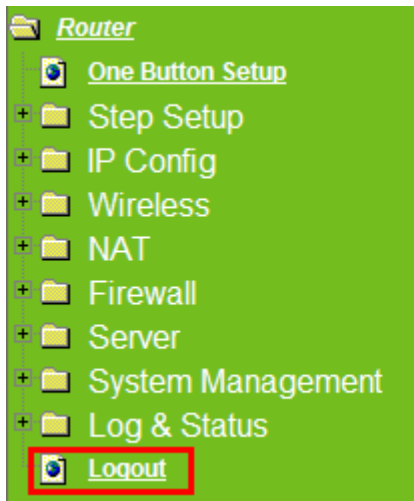 Router
One Button Setup
Step Setup
IP Config
Wireless
NAT
Firewall
Server
System Management
Log & Status
Logout